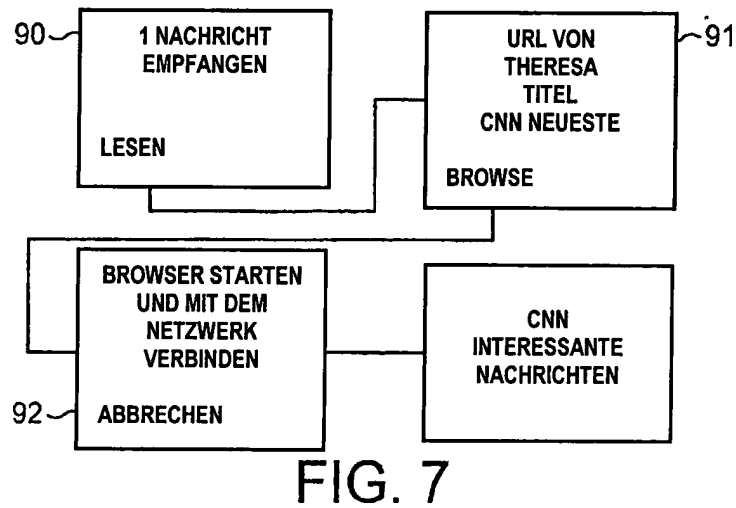 90
1 NACHRICHT
EMPFANGEN
LESEN
URL VON
THERESA
TITEL
CNN NEUESTE
BROWSE
91
BROWSER STARTEN
UND MIT DEM
NETZWERK
VERBINDEN
ABBRECHEN
92
CNN
INTERESSANTE
NACHRICHTEN
FIG. 7